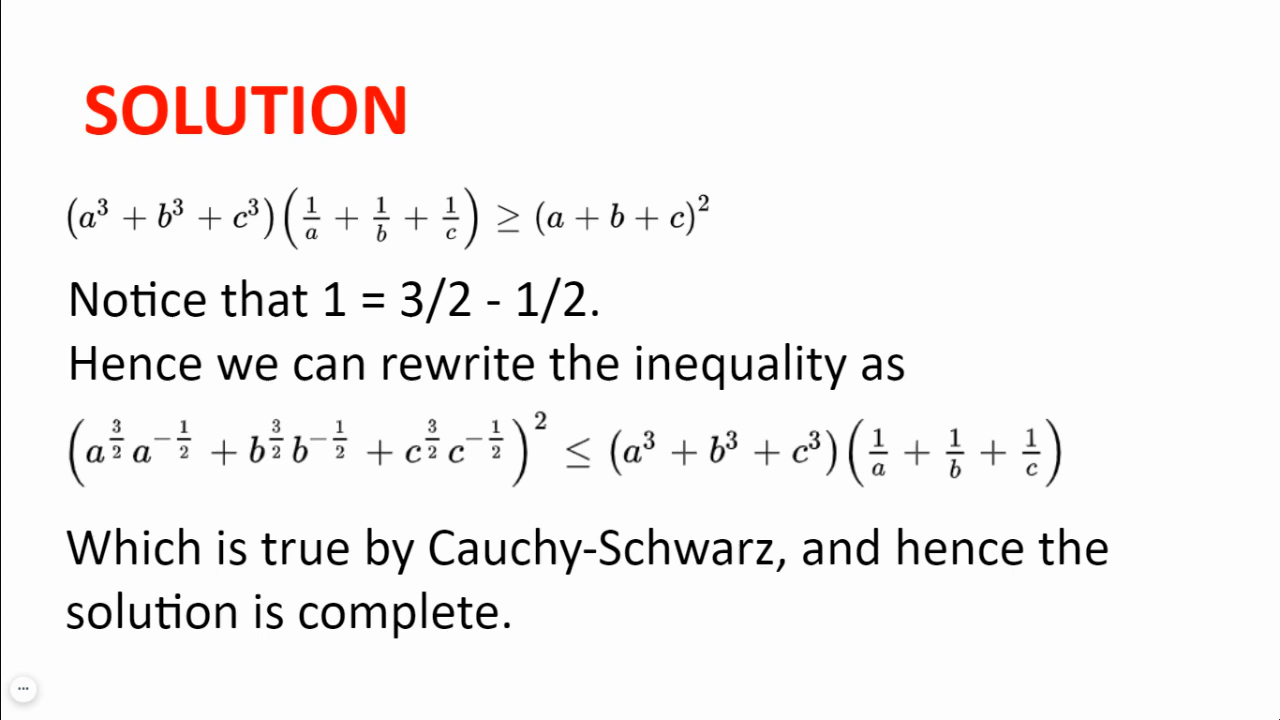 SOLUTION
(a³ + b³ + c³)(1/a + 1/b + 1/c) ≥ (a + b + c)²
Notice that 1 = 3/2 - 1/2.
Hence we can rewrite the inequality as
(a^{3/2} a^{-1/2} + b^{3/2} b^{-1/2} + c^{3/2} c^{-1/2})² ≤ (a³ + b³ + c³)(1/a + 1/b + 1/c)
Which is true by Cauchy-Schwarz, and hence the
solution is complete.